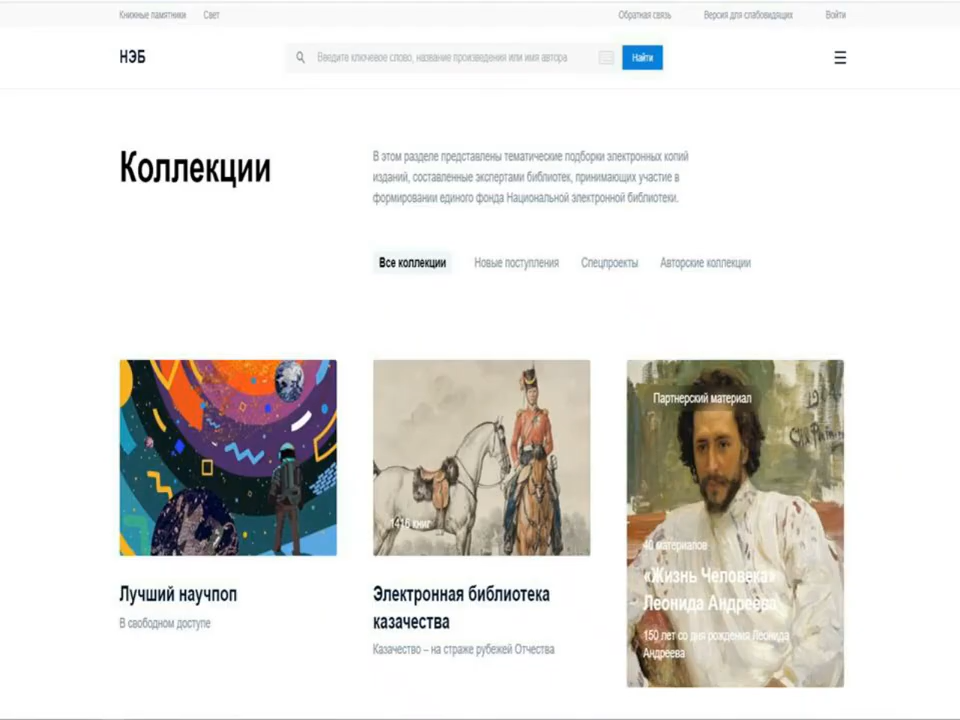 Книжные памятники Свет Обратная связь Версия для слабовидящих Войти
НЭБ Введите ключевое слово, название произведения или имя автора Найти
Коллекции
В этом разделе представлены тематические подборки электронных копий
изданий, составленные экспертами библиотек, принимающих участие в
формировании единого фонда Национальной электронной библиотеки.
Все коллекции Новые поступления Спецпроекты Авторские коллекции
Лучший научпоп
В свободном доступе
1416 книг
Электронная библиотека
казачества
Казачество – на страже рубежей Отчества
Партнерский материал
материалов
«Жизнь Человека»
Леонида Андреева
150 лет со дня рождения Леонида
Андреева